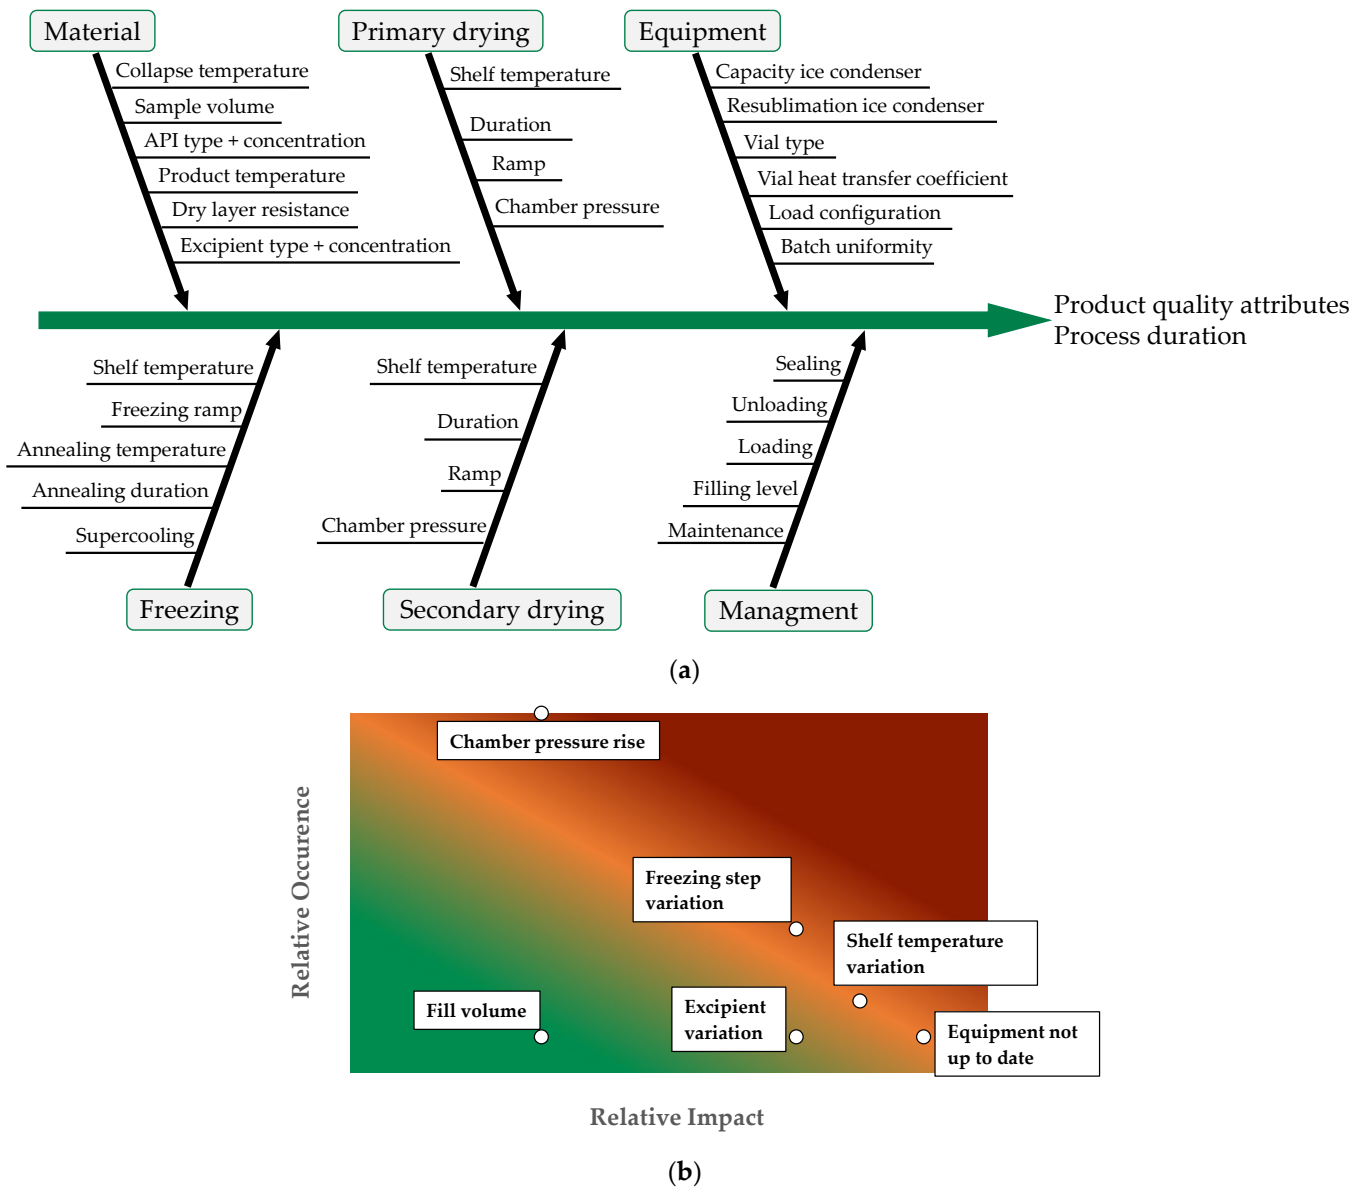 Material
Collapse temperature
Sample volume
API type + concentration
Product temperature
Dry layer resistance
Excipient type + concentration
Primary drying
Shelf temperature
Duration
Ramp
Chamber pressure
Equipment
Capacity ice condenser
Resublimation ice condenser
Vial type
Vial heat transfer coefficient
Load configuration
Batch uniformity
Product quality attributes
Process duration
Shelf temperature
Freezing ramp
Annealing temperature
Annealing duration
Supercooling
Freezing
Shelf temperature
Duration
Ramp
Chamber pressure
Secondary drying
Sealing
Unloading
Loading
Filling level
Maintenance
Managment
(a)
Relative Occurence
Chamber pressure rise
Freezing step
variation
Shelf temperature
variation
Fill volume
Excipient
variation
Equipment not
up to date
Relative Impact
(b)